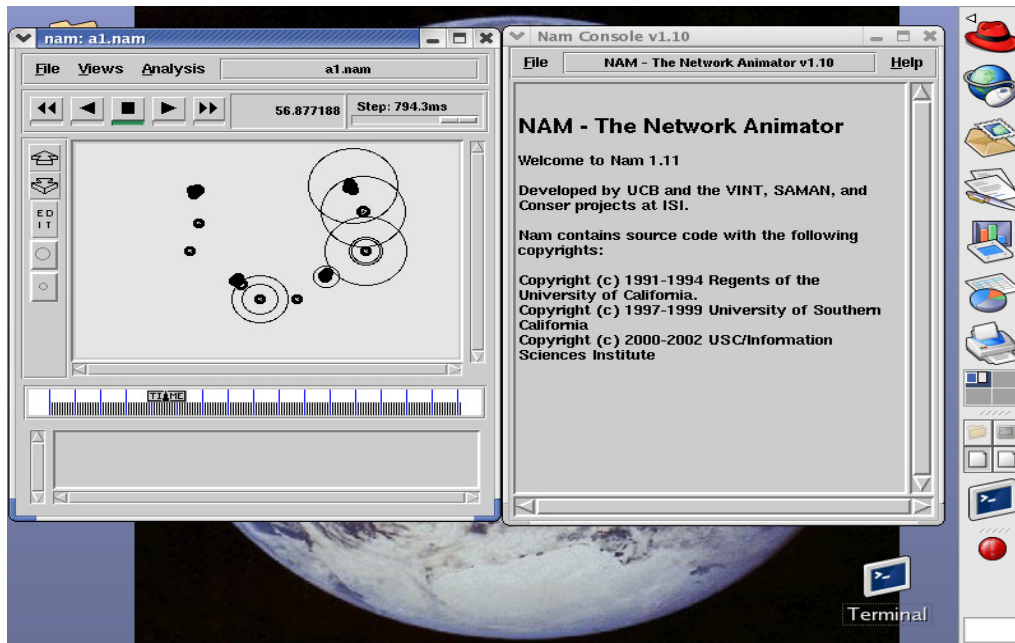 nam: a1.nam
File Views Analysis a1.nam
56.877188 Step: 794.3ms
E D
I T
TIME
Nam Console v1.10
File NAM - The Network Animator v1.10 Help
NAM - The Network Animator
Welcome to Nam 1.11
Developed by UCB and the VINT, SAMAN, and
Conser projects at ISI.
Nam contains source code with the following
copyrights:
Copyright (c) 1991-1994 Regents of the
University of California.
Copyright (c) 1997-1999 University of Southern
California
Copyright (c) 2000-2002 USC/Information
Sciences Institute
Terminal